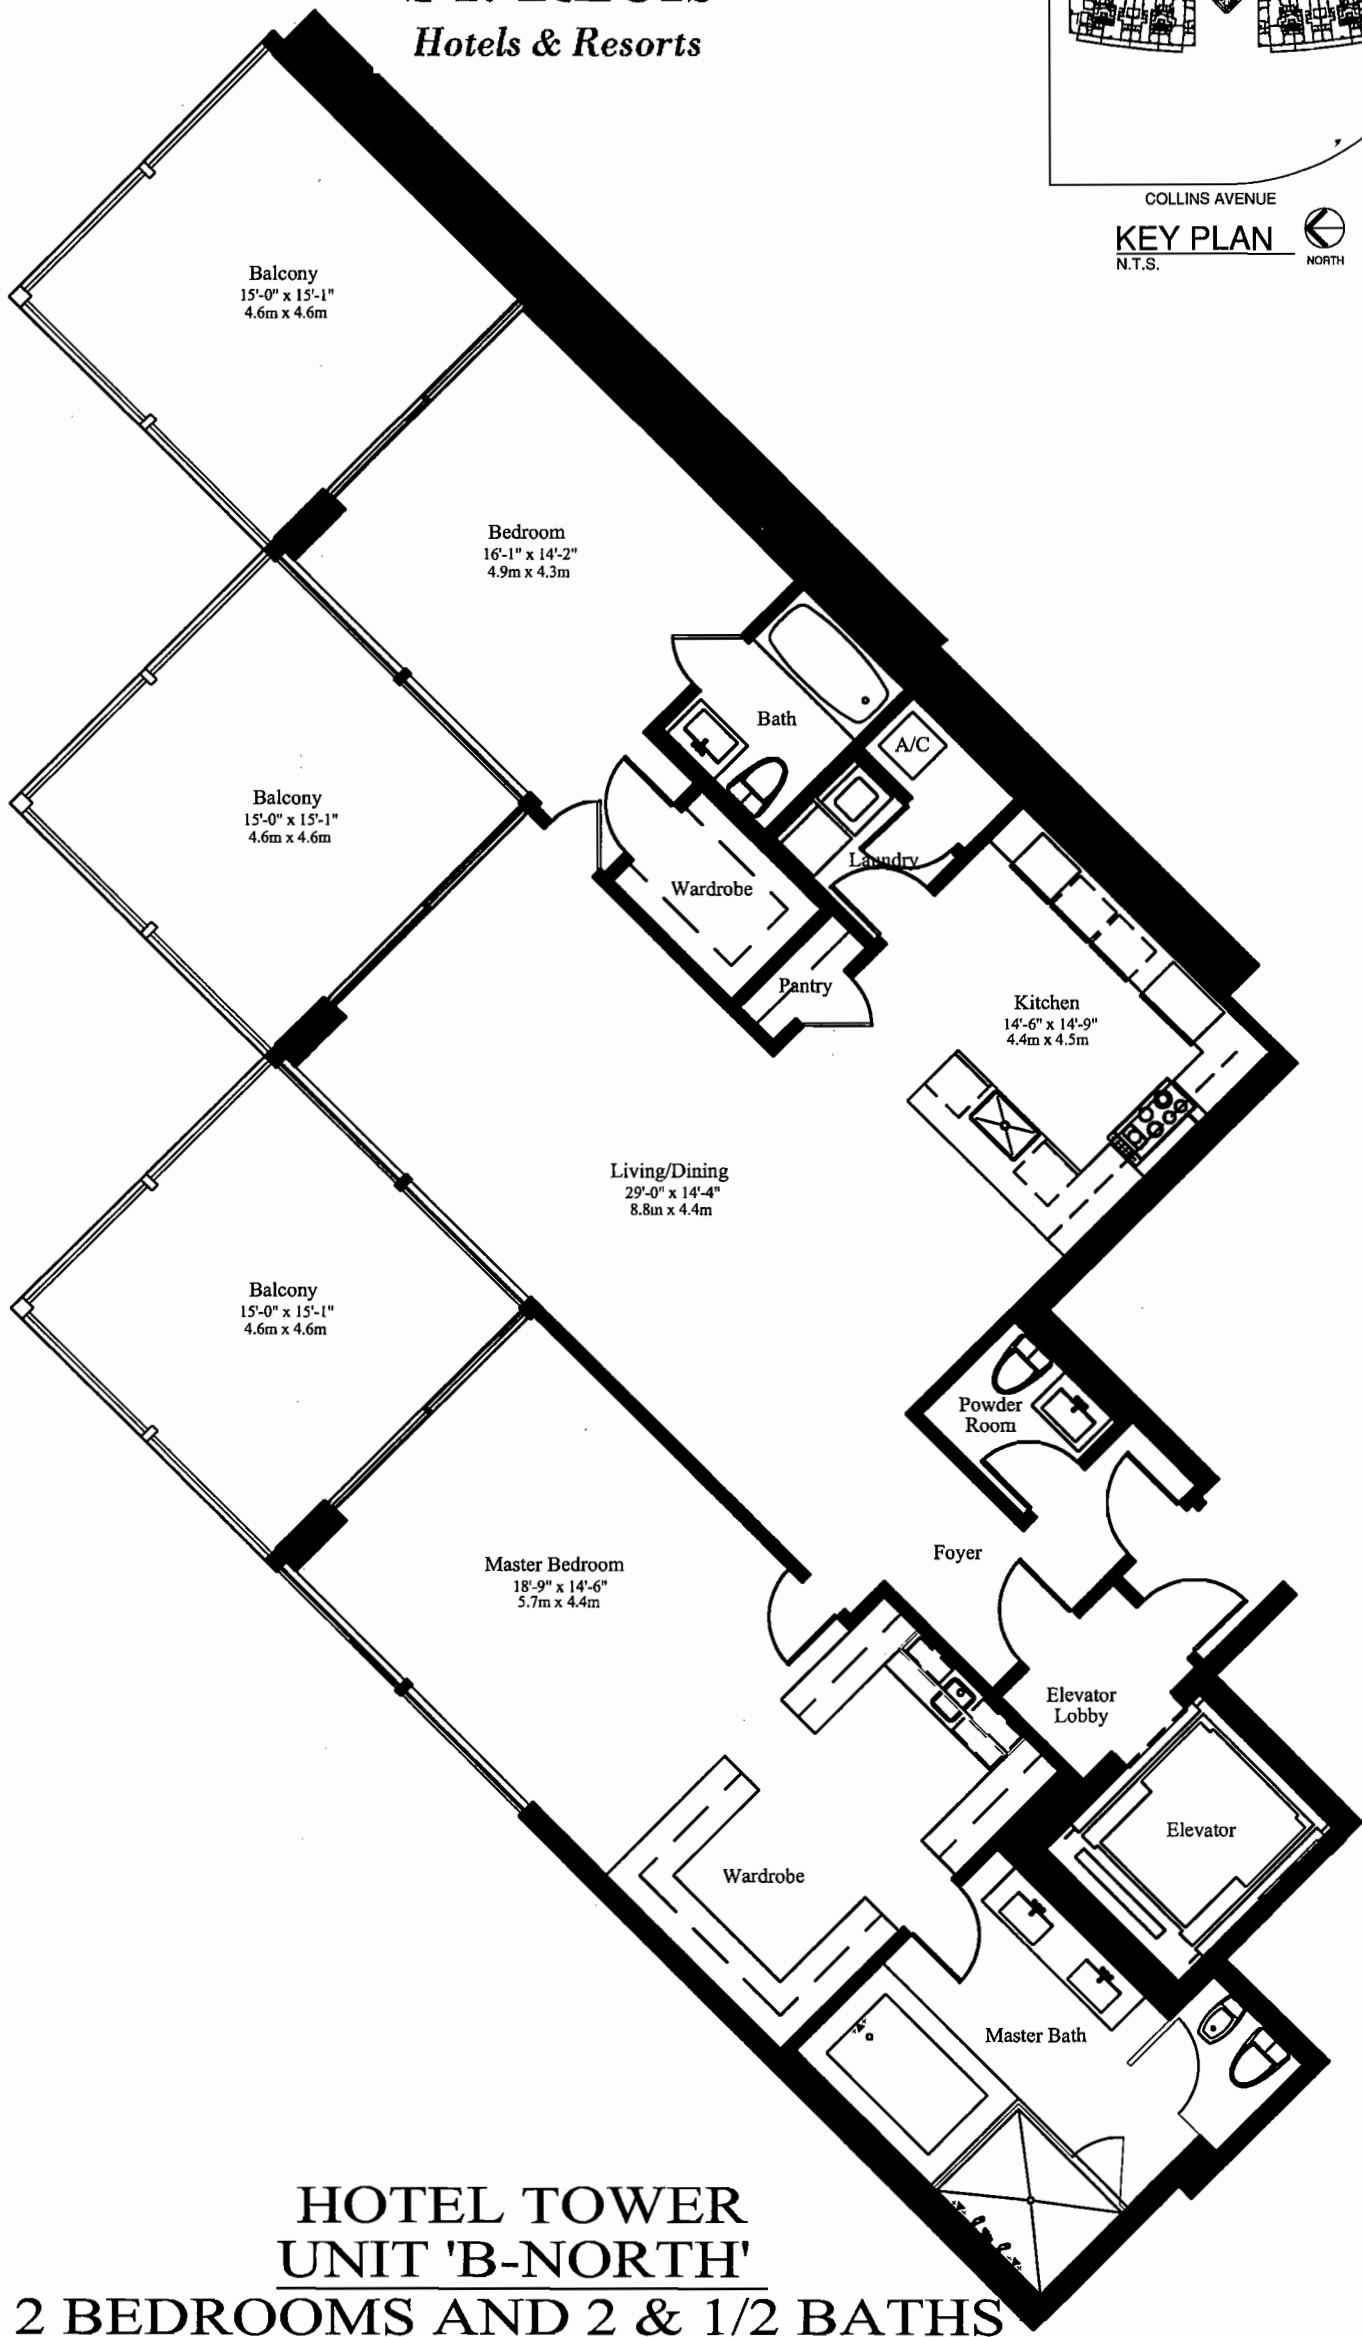 Hotels & Resorts
COLLINS AVENUE
KEY PLAN
N.T.S.
NORTH
Balcony
15'-0" x 15'-1"
4.6m x 4.6m
Bedroom
16'-1" x 14'-2"
4.9m x 4.3m
Bath
A/C
Balcony
15'-0" x 15'-1"
4.6m x 4.6m
Laundry
Wardrobe
Pantry
Kitchen
14'-6" x 14'-9"
4.4m x 4.5m
Living/Dining
29'-0" x 14'-4"
8.8m x 4.4m
Balcony
15'-0" x 15'-1"
4.6m x 4.6m
Powder
Room
Foyer
Master Bedroom
18'-9" x 14'-6"
5.7m x 4.4m
Elevator
Lobby
Elevator
Wardrobe
Master Bath
HOTEL TOWER
UNIT 'B-NORTH'
2 BEDROOMS AND 2 & 1/2 BATHS